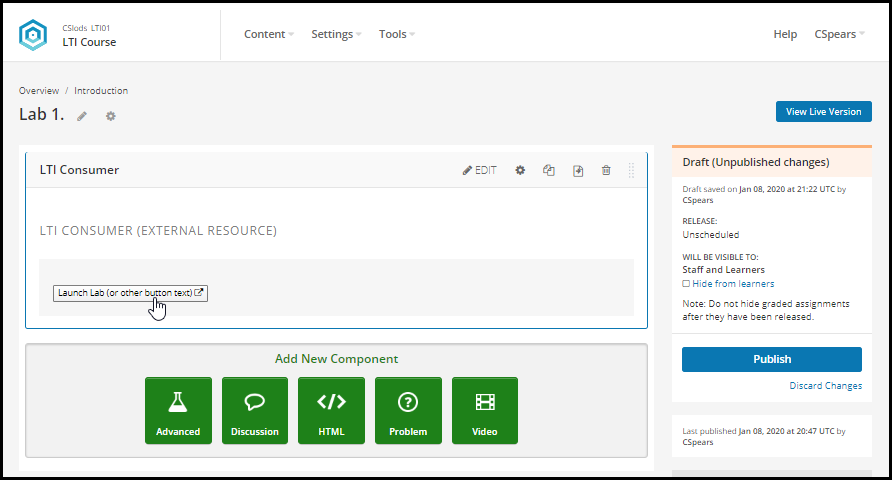 CSlods LTI01
LTI Course
Content
Settings
Tools
Help
CSpears
Overview / Introduction
Lab 1.
View Live Version
LTI Consumer
EDIT
LTI CONSUMER (EXTERNAL RESOURCE)
Launch Lab (or other button text)
Add New Component
Advanced
Discussion
HTML
Problem
Video
Draft (Unpublished changes)
Draft saved on Jan 08, 2020 at 21:22 UTC by
CSpears
RELEASE:
Unscheduled
WILL BE VISIBLE TO:
Staff and Learners
Hide from learners
Note: Do not hide graded assignments
after they have been released.
Publish
Discard Changes
Last published Jan 08, 2020 at 20:47 UTC by
CSpears